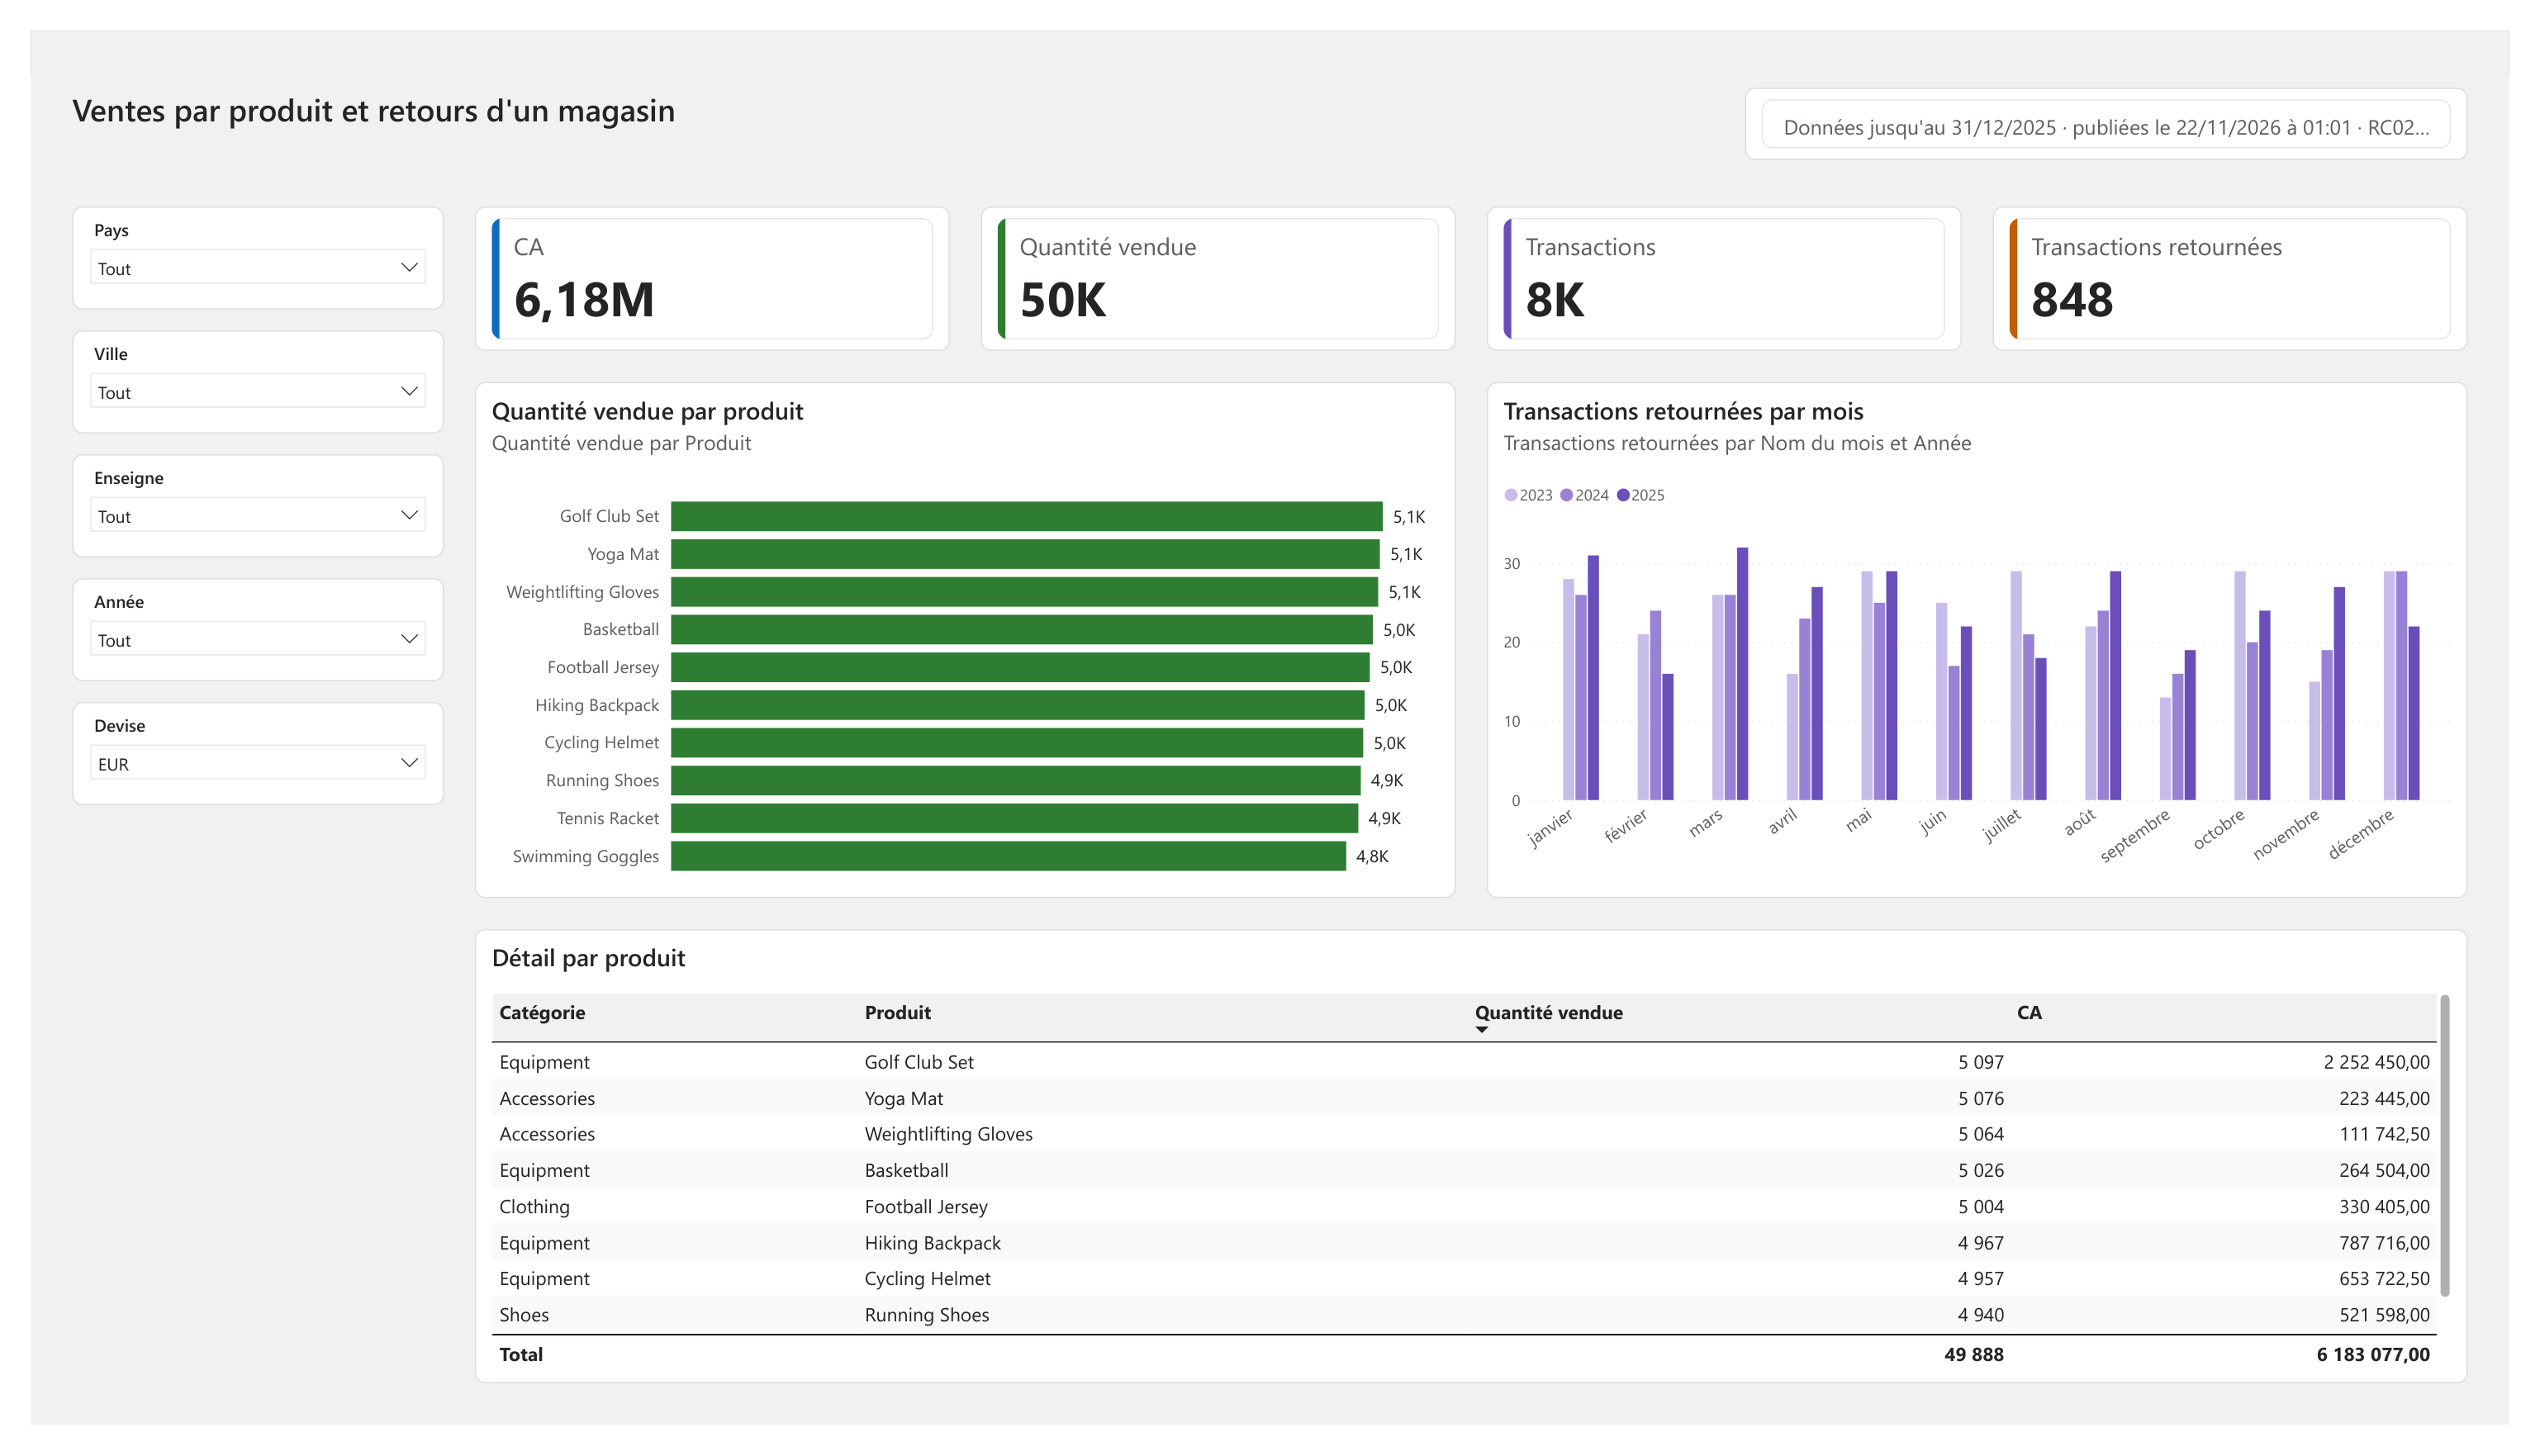 Ventes par produit et retours d'un magasin
Données jusqu'au 31/12/2025 · publiées le 22/11/2026 à 01:01 · RC02...
Pays
Tout
Ville
Tout
Enseigne
Tout
Année
Tout
Devise
EUR
CA
6,18M
Quantité vendue
50K
Transactions
8K
Transactions retournées
848
Quantité vendue par produit
Quantité vendue par Produit
Golf Club Set 5,1K
Yoga Mat 5,1K
Weightlifting Gloves 5,1K
Basketball 5,0K
Football Jersey 5,0K
Hiking Backpack 5,0K
Cycling Helmet 5,0K
Running Shoes 4,9K
Tennis Racket 4,9K
Swimming Goggles 4,8K
Transactions retournées par mois
Transactions retournées par Nom du mois et Année
2023 2024 2025
30
20
10
0
janvier février mars avril mai juin juillet août septembre octobre novembre décembre
Détail par produit
Catégorie Produit Quantité vendue CA
Equipment Golf Club Set 5 097 2 252 450,00
Accessories Yoga Mat 5 076 223 445,00
Accessories Weightlifting Gloves 5 064 111 742,50
Equipment Basketball 5 026 264 504,00
Clothing Football Jersey 5 004 330 405,00
Equipment Hiking Backpack 4 967 787 716,00
Equipment Cycling Helmet 4 957 653 722,50
Shoes Running Shoes 4 940 521 598,00
Total 49 888 6 183 077,00